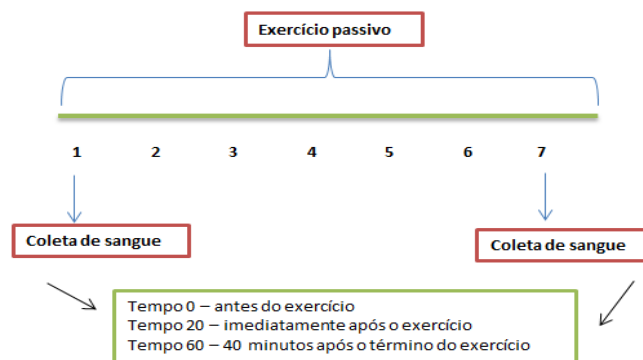 Exercício passivo
1 2 3 4 5 6 7
Coleta de sangue Coleta de sangue
Tempo 0 – antes do exercício
Tempo 20 – imediatamente após o exercício
Tempo 60 – 40 minutos após o término do exercício